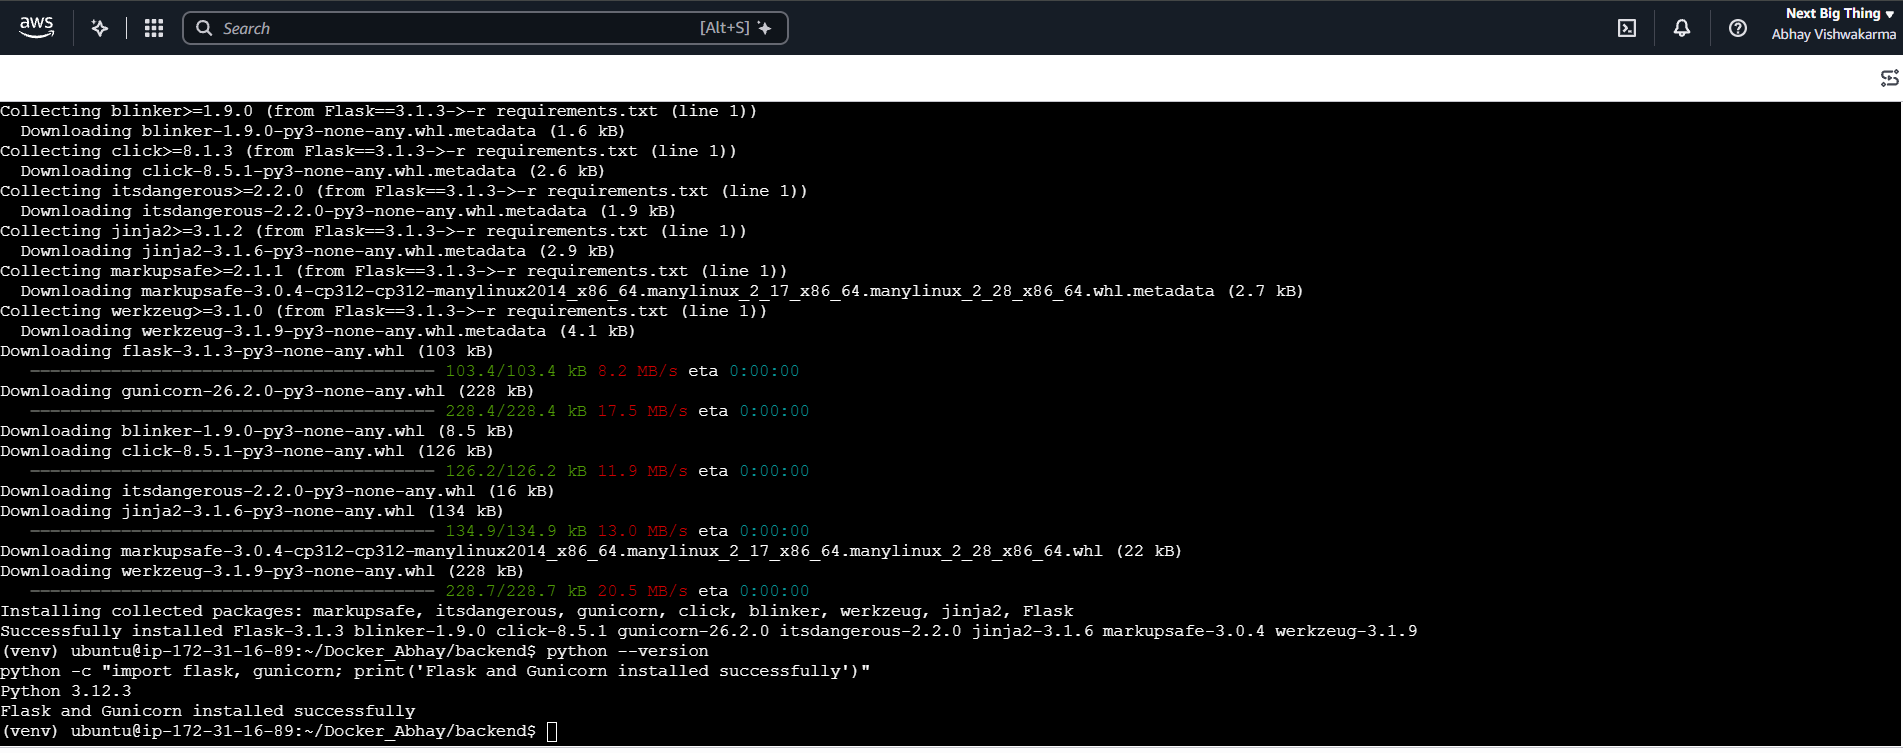 aws
Search [Alt+S]
Next Big Thing
Abhay Vishwakarma
Collecting blinker>=1.9.0 (from Flask==3.1.3->-r requirements.txt (line 1))
  Downloading blinker-1.9.0-py3-none-any.whl.metadata (1.6 kB)
Collecting click>=8.1.3 (from Flask==3.1.3->-r requirements.txt (line 1))
  Downloading click-8.5.1-py3-none-any.whl.metadata (2.6 kB)
Collecting itsdangerous>=2.2.0 (from Flask==3.1.3->-r requirements.txt (line 1))
  Downloading itsdangerous-2.2.0-py3-none-any.whl.metadata (1.9 kB)
Collecting jinja2>=3.1.2 (from Flask==3.1.3->-r requirements.txt (line 1))
  Downloading jinja2-3.1.6-py3-none-any.whl.metadata (2.9 kB)
Collecting markupsafe>=2.1.1 (from Flask==3.1.3->-r requirements.txt (line 1))
  Downloading markupsafe-3.0.4-cp312-cp312-manylinux2014_x86_64.manylinux_2_17_x86_64.manylinux_2_28_x86_64.whl.metadata (2.7 kB)
Collecting werkzeug>=3.1.0 (from Flask==3.1.3->-r requirements.txt (line 1))
  Downloading werkzeug-3.1.9-py3-none-any.whl.metadata (4.1 kB)
Downloading flask-3.1.3-py3-none-any.whl (103 kB)
103.4/103.4 kB 8.2 MB/s eta 0:00:00
Downloading gunicorn-26.2.0-py3-none-any.whl (228 kB)
228.4/228.4 kB 17.5 MB/s eta 0:00:00
Downloading blinker-1.9.0-py3-none-any.whl (8.5 kB)
Downloading click-8.5.1-py3-none-any.whl (126 kB)
126.2/126.2 kB 11.9 MB/s eta 0:00:00
Downloading itsdangerous-2.2.0-py3-none-any.whl (16 kB)
Downloading jinja2-3.1.6-py3-none-any.whl (134 kB)
134.9/134.9 kB 13.0 MB/s eta 0:00:00
Downloading markupsafe-3.0.4-cp312-cp312-manylinux2014_x86_64.manylinux_2_17_x86_64.manylinux_2_28_x86_64.whl (22 kB)
Downloading werkzeug-3.1.9-py3-none-any.whl (228 kB)
228.7/228.7 kB 20.5 MB/s eta 0:00:00
Installing collected packages: markupsafe, itsdangerous, gunicorn, click, blinker, werkzeug, jinja2, Flask
Successfully installed Flask-3.1.3 blinker-1.9.0 click-8.5.1 gunicorn-26.2.0 itsdangerous-2.2.0 jinja2-3.1.6 markupsafe-3.0.4 werkzeug-3.1.9
(venv) ubuntu@ip-172-31-16-89:~/Docker_Abhay/backend$ python --version
python -c "import flask, gunicorn; print('Flask and Gunicorn installed successfully')"
Python 3.12.3
Flask and Gunicorn installed successfully
(venv) ubuntu@ip-172-31-16-89:~/Docker_Abhay/backend$